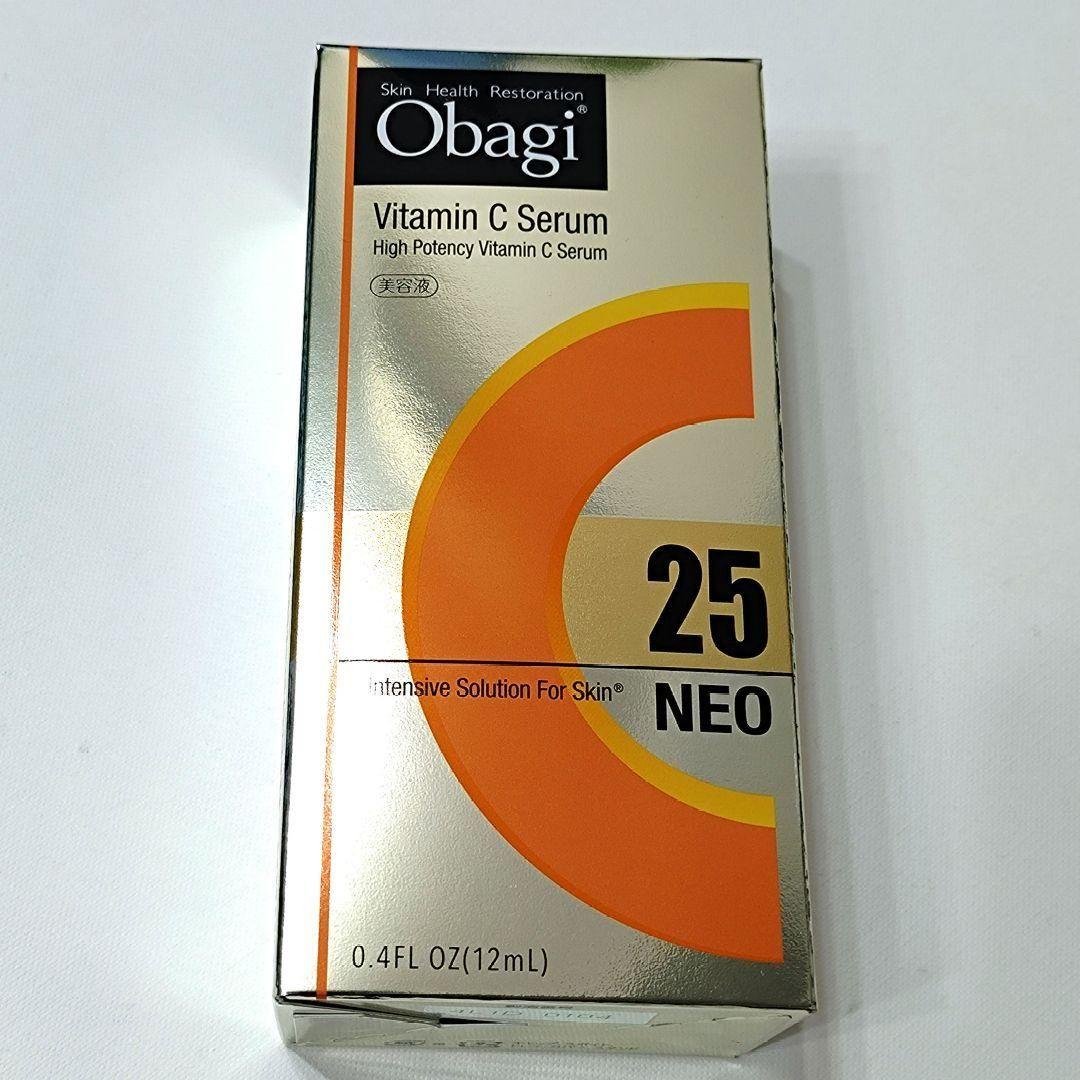 Skin Health Restoration
Obagi®
Vitamin C Serum
High Potency Vitamin C Serum
美容液
25
Intensive Solution For Skin®
NEO
0.4FL OZ(12mL)